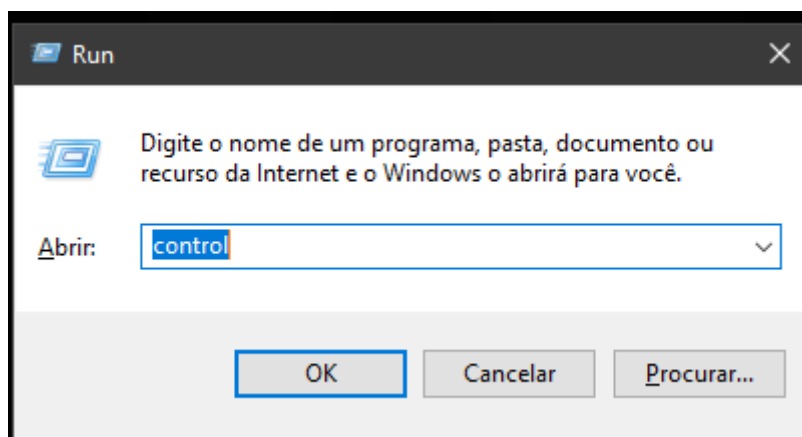 Run
Digite o nome de um programa, pasta, documento ou
recurso da Internet e o Windows o abrirá para você.
Abrir: control
OK Cancelar Procurar...